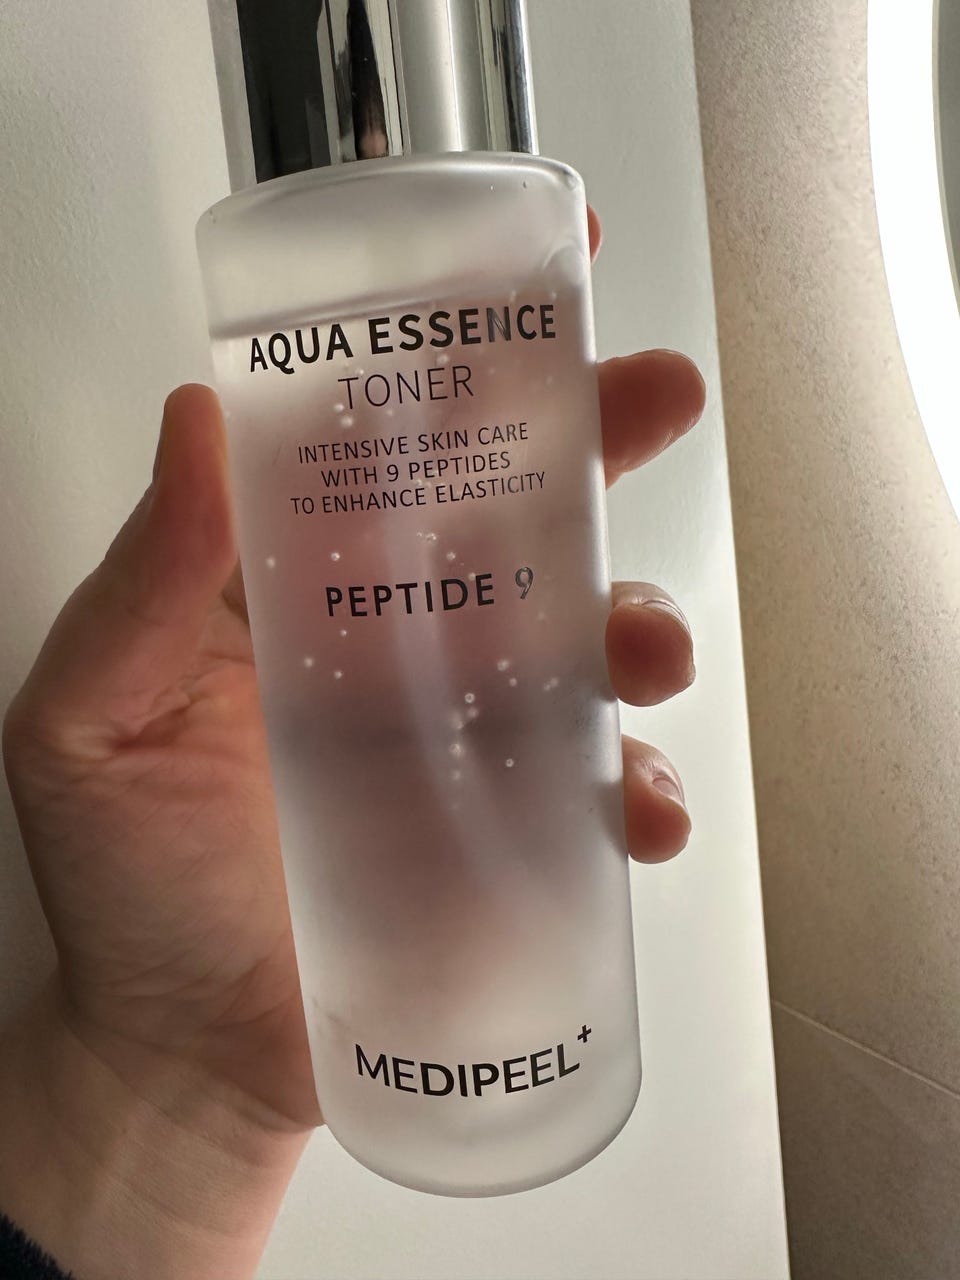 AQUA ESSENCE
TONER
INTENSIVE SKIN CARE
WITH 9 PEPTIDES
TO ENHANCE ELASTICITY
PEPTIDE 9
MEDIPEEL+